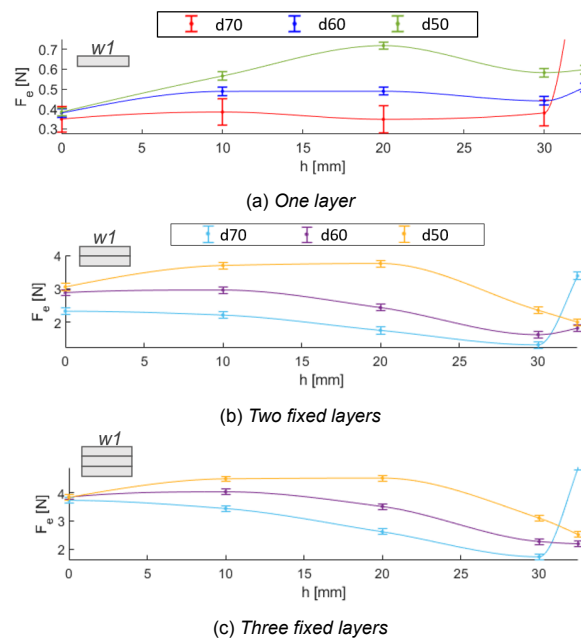 d70 d60 d50
w1
0.7
0.6
0.5
0.4
0.3
F_e [N]
0 5 10 15 20 25 30
h [mm]
(a) One layer
d70 d60 d50
w1
4
3
2
F_e [N]
0 5 10 15 20 25 30
h [mm]
(b) Two fixed layers
w1
4
3
2
F_e [N]
0 5 10 15 20 25 30
h [mm]
(c) Three fixed layers